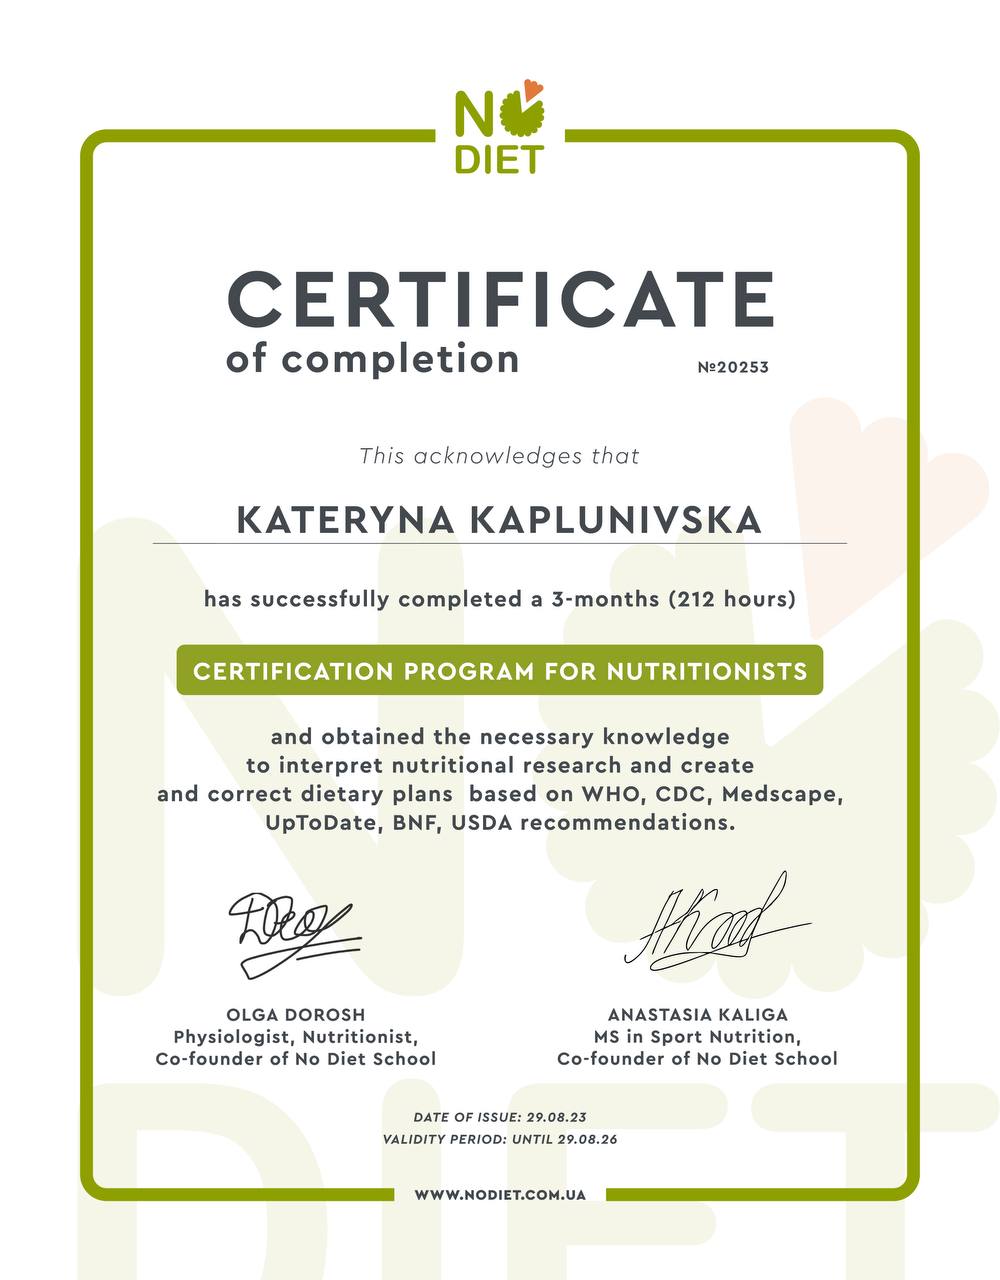 NO
DIET
CERTIFICATE
of completion
№20253
This acknowledges that
KATERYNA KAPLUNIVSKA
has successfully completed a 3-months (212 hours)
CERTIFICATION PROGRAM FOR NUTRITIONISTS
and obtained the necessary knowledge
to interpret nutritional research and create
and correct dietary plans based on WHO, CDC, Medscape,
UpToDate, BNF, USDA recommendations.
OLGA DOROSH
Physiologist, Nutritionist,
Co-founder of No Diet School
ANASTASIA KALIGA
MS in Sport Nutrition,
Co-founder of No Diet School
DATE OF ISSUE: 29.08.23
VALIDITY PERIOD: UNTIL 29.08.26
WWW.NODIET.COM.UA